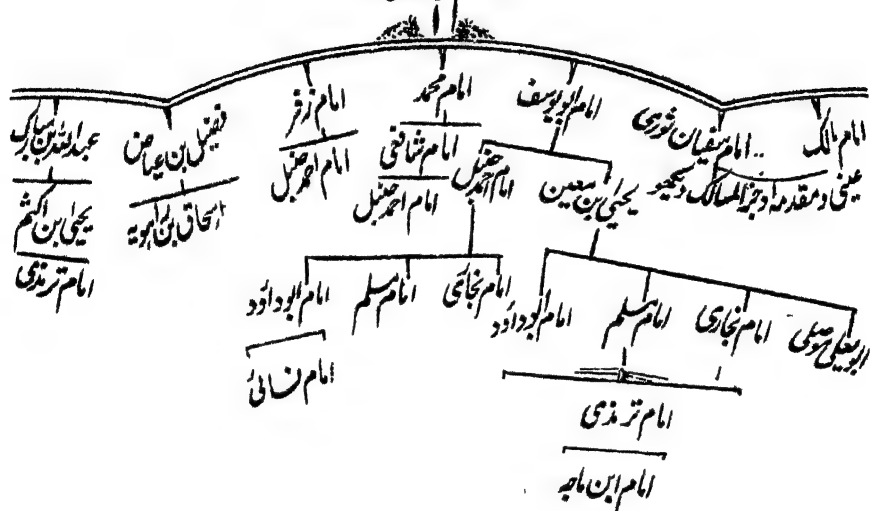 امام مالک
امام سفیان ثوری
عینی و مقدمہ اوجز المسالک دیکھیو
امام ابو یوسف
امام محمد
امام زفر
فضیل بن عیاض
عبداللہ بن مبارک
یحییٰ بن معین
امام احمد حنبل
امام شافعی
امام احمد حنبل
امام احمد حنبل
اسحاق بن راہویہ
یحییٰ بن اکثم
امام ترمذی
ابو یعلی موصلی
امام بخاری
امام مسلم
امام ابو داؤد
امام بخاری
امام مسلم
امام ابو داؤد
امام نسائی
امام ترمذی
امام ابن ماجہ